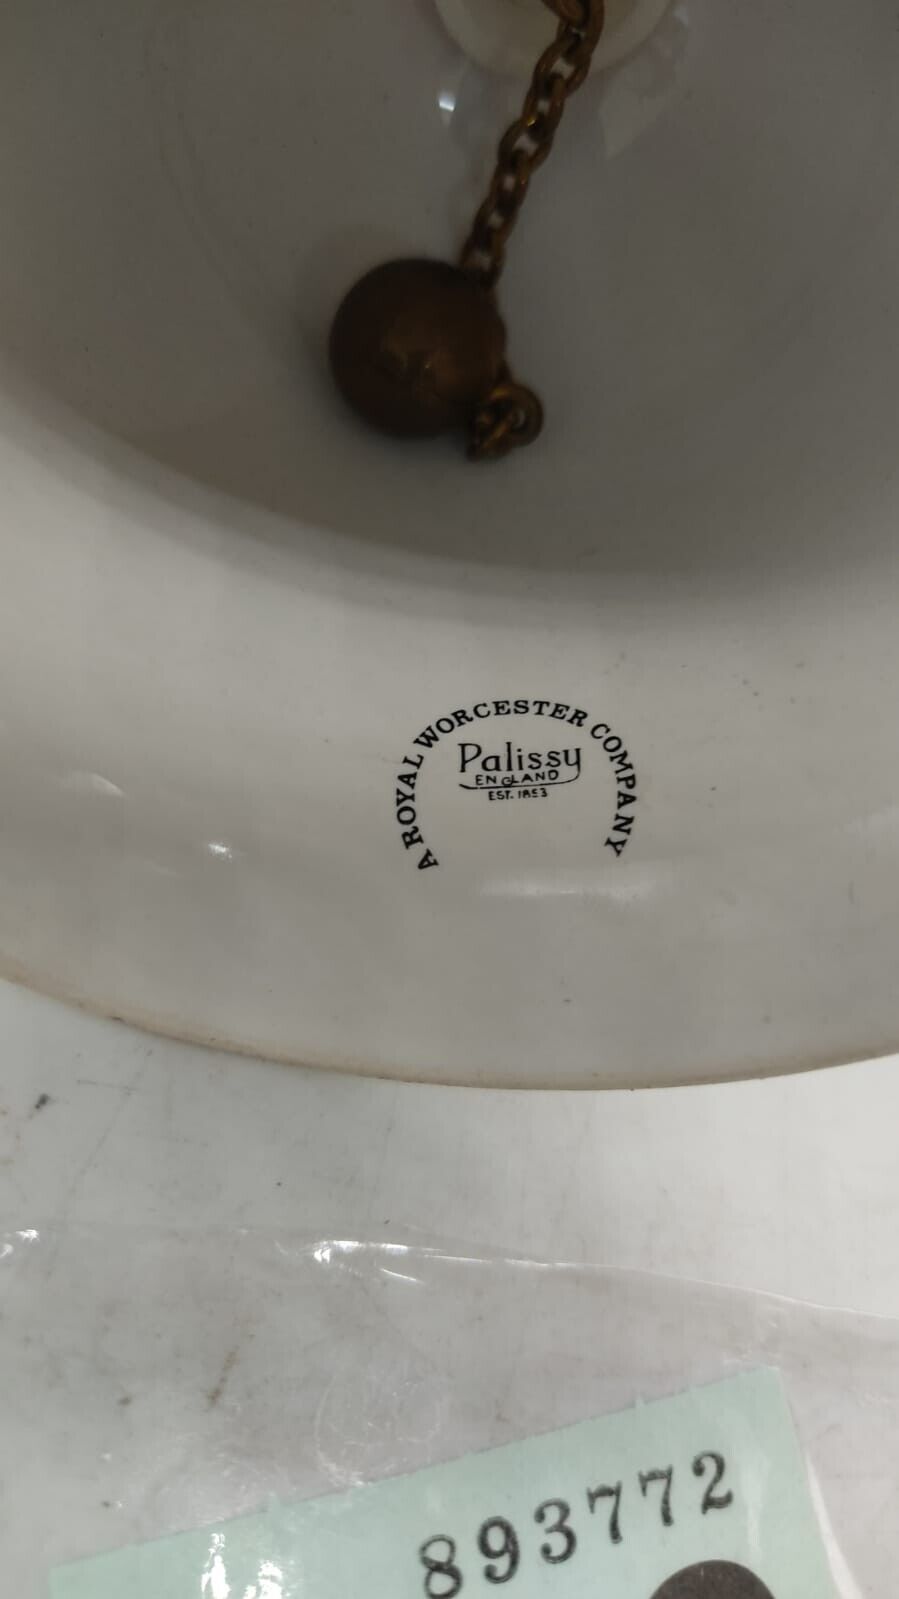 A ROYAL WORCESTER COMPANY
Palissy
ENGLAND
EST. 1853
893772